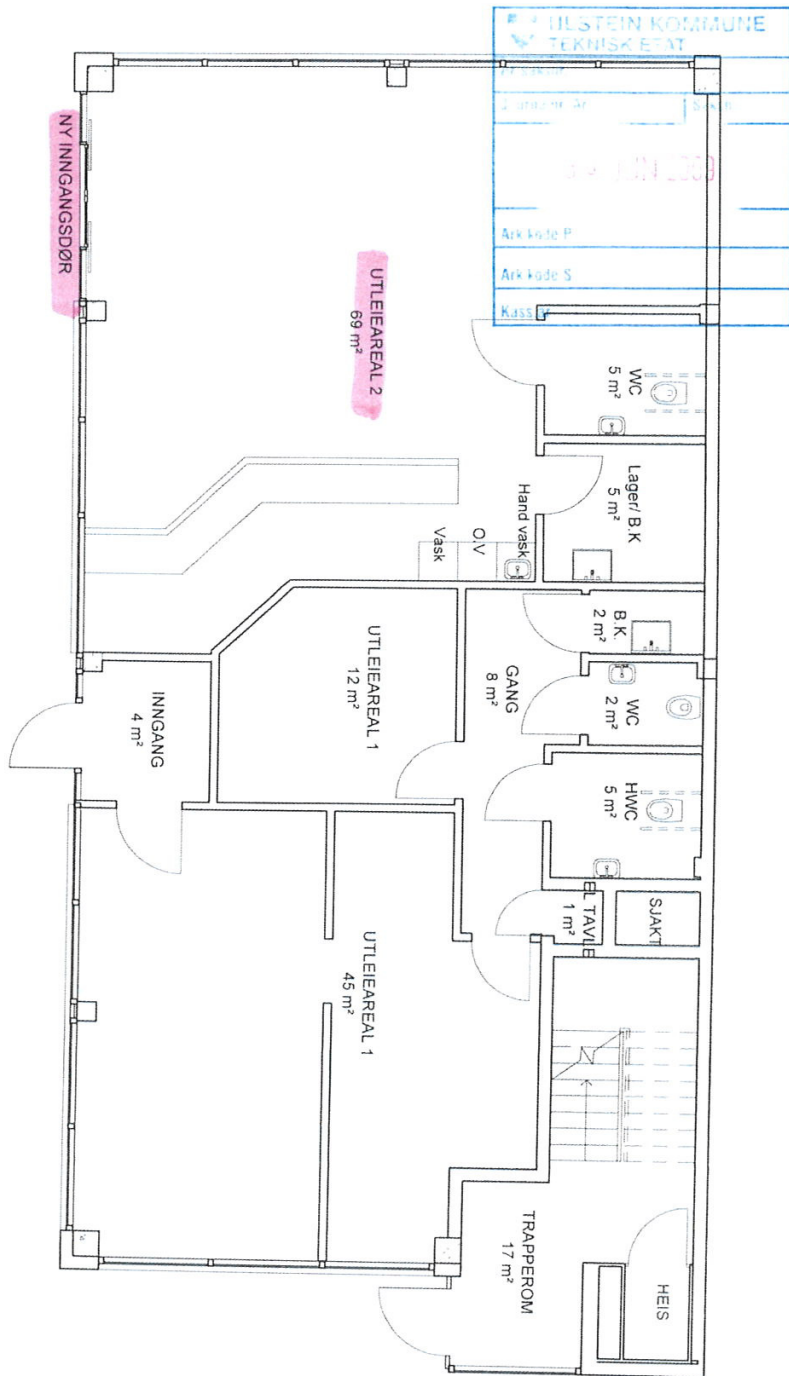 ULSTEIN KOMMUNE
TEKNISK ETAT
Ark kode P
Ark kode S
NY INNGANGSDØR
UTLEIEAREAL 2
69 m²
WC
5 m²
Lager/ B.K
5 m²
Hand vask
O.V
Vask
B.K.
2 m²
WC
2 m²
GANG
8 m²
UTLEIEAREAL 1
12 m²
INNGANG
4 m²
HWC
5 m²
L TAVL
1 m²
SJAKT
UTLEIEAREAL 1
45 m²
TRAPPEROM
17 m²
HEIS